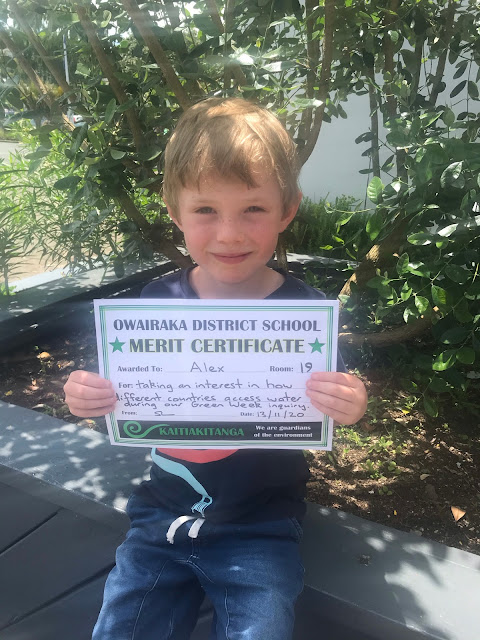 OWAIRAKA DISTRICT SCHOOL
★ MERIT CERTIFICATE ★
Awarded To: Alex Room: 19
For: taking an interest in how
different countries access water
during our Green Week inquiry.
From: Date: 13/11/20
KAITIAKITANGA We are guardians
of the environment